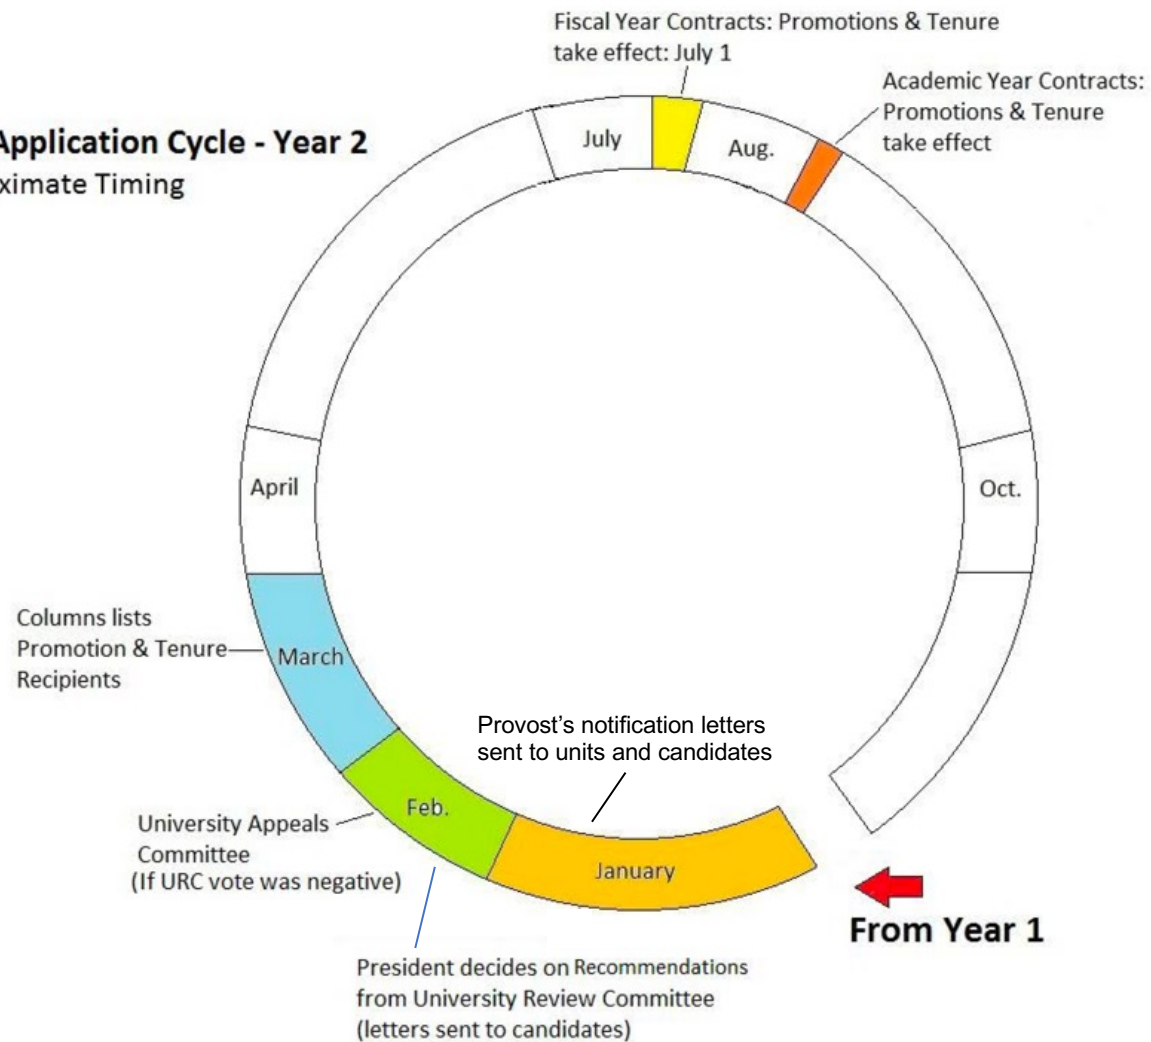 Fiscal Year Contracts: Promotions & Tenure
take effect: July 1
Academic Year Contracts:
Promotions & Tenure
take effect
Application Cycle - Year 2
ximate Timing
July
Aug.
April
Oct.
Columns lists
Promotion & Tenure
Recipients
March
Provost’s notification letters
sent to units and candidates
Feb.
University Appeals
Committee
(If URC vote was negative)
January
From Year 1
President decides on Recommendations
from University Review Committee
(letters sent to candidates)